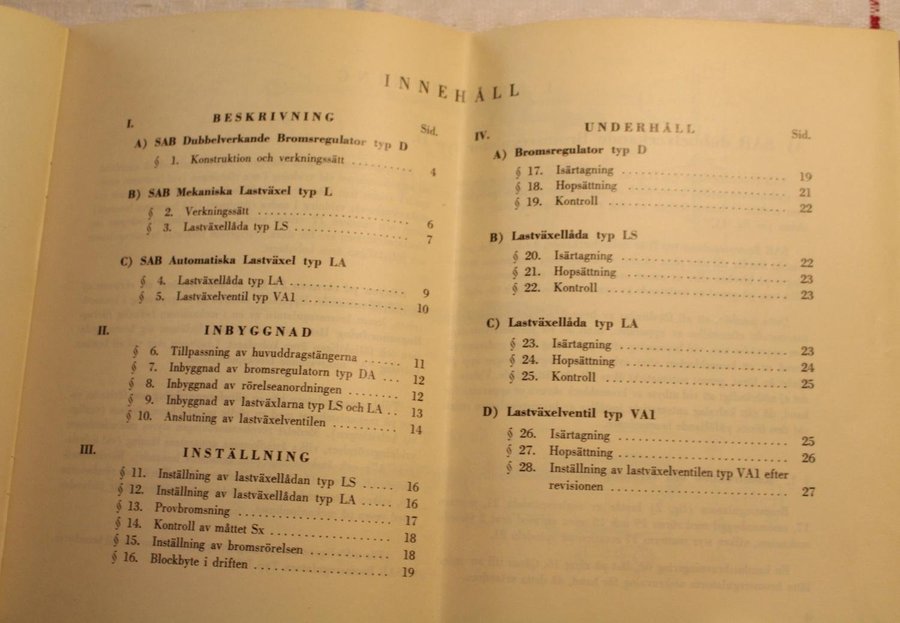 INNEHÅLL
I. BESKRIVNING
Sid.
A) SAB Dubbelverkande Bromsregulator typ D
§ 1. Konstruktion och verkningssätt ............ 4
B) SAB Mekaniska Lastväxel typ L
§ 2. Verkningssätt ............ 6
§ 3. Lastväxellåda typ LS ............ 7
C) SAB Automatiska Lastväxel typ LA
§ 4. Lastväxellåda typ LA ............ 9
§ 5. Lastväxelventil typ VA1 ............ 10
II. INBYGGNAD
§ 6. Tillpassning av huvuddragstängerna ...... 11
§ 7. Inbyggnad av bromsregulatorn typ DA ... 12
§ 8. Inbyggnad av rörelseanordningen ......... 12
§ 9. Inbyggnad av lastväxlarna typ LS och LA .. 13
§ 10. Anslutning av lastväxelventilen ............ 14
III. INSTÄLLNING
§ 11. Inställning av lastväxellådan typ LS ..... 16
§ 12. Inställning av lastväxellådan typ LA ..... 16
§ 13. Provbromsning ............ 17
§ 14. Kontroll av måttet Sx ............ 18
§ 15. Inställning av bromsrörelsen ............ 18
§ 16. Blockbyte i driften ............ 19
IV. UNDERHÅLL
Sid.
A) Bromsregulator typ D
§ 17. Isärtagning ............ 19
§ 18. Hopsättning ............ 21
§ 19. Kontroll ............ 22
B) Lastväxellåda typ LS
§ 20. Isärtagning ............ 22
§ 21. Hopsättning ............ 23
§ 22. Kontroll ............ 23
C) Lastväxellåda typ LA
§ 23. Isärtagning ............ 23
§ 24. Hopsättning ............ 24
§ 25. Kontroll ............ 25
D) Lastväxelventil typ VA1
§ 26. Isärtagning ............ 25
§ 27. Hopsättning ............ 26
§ 28. Inställning av lastväxelventilen typ VA1 efter
revisionen ............ 27